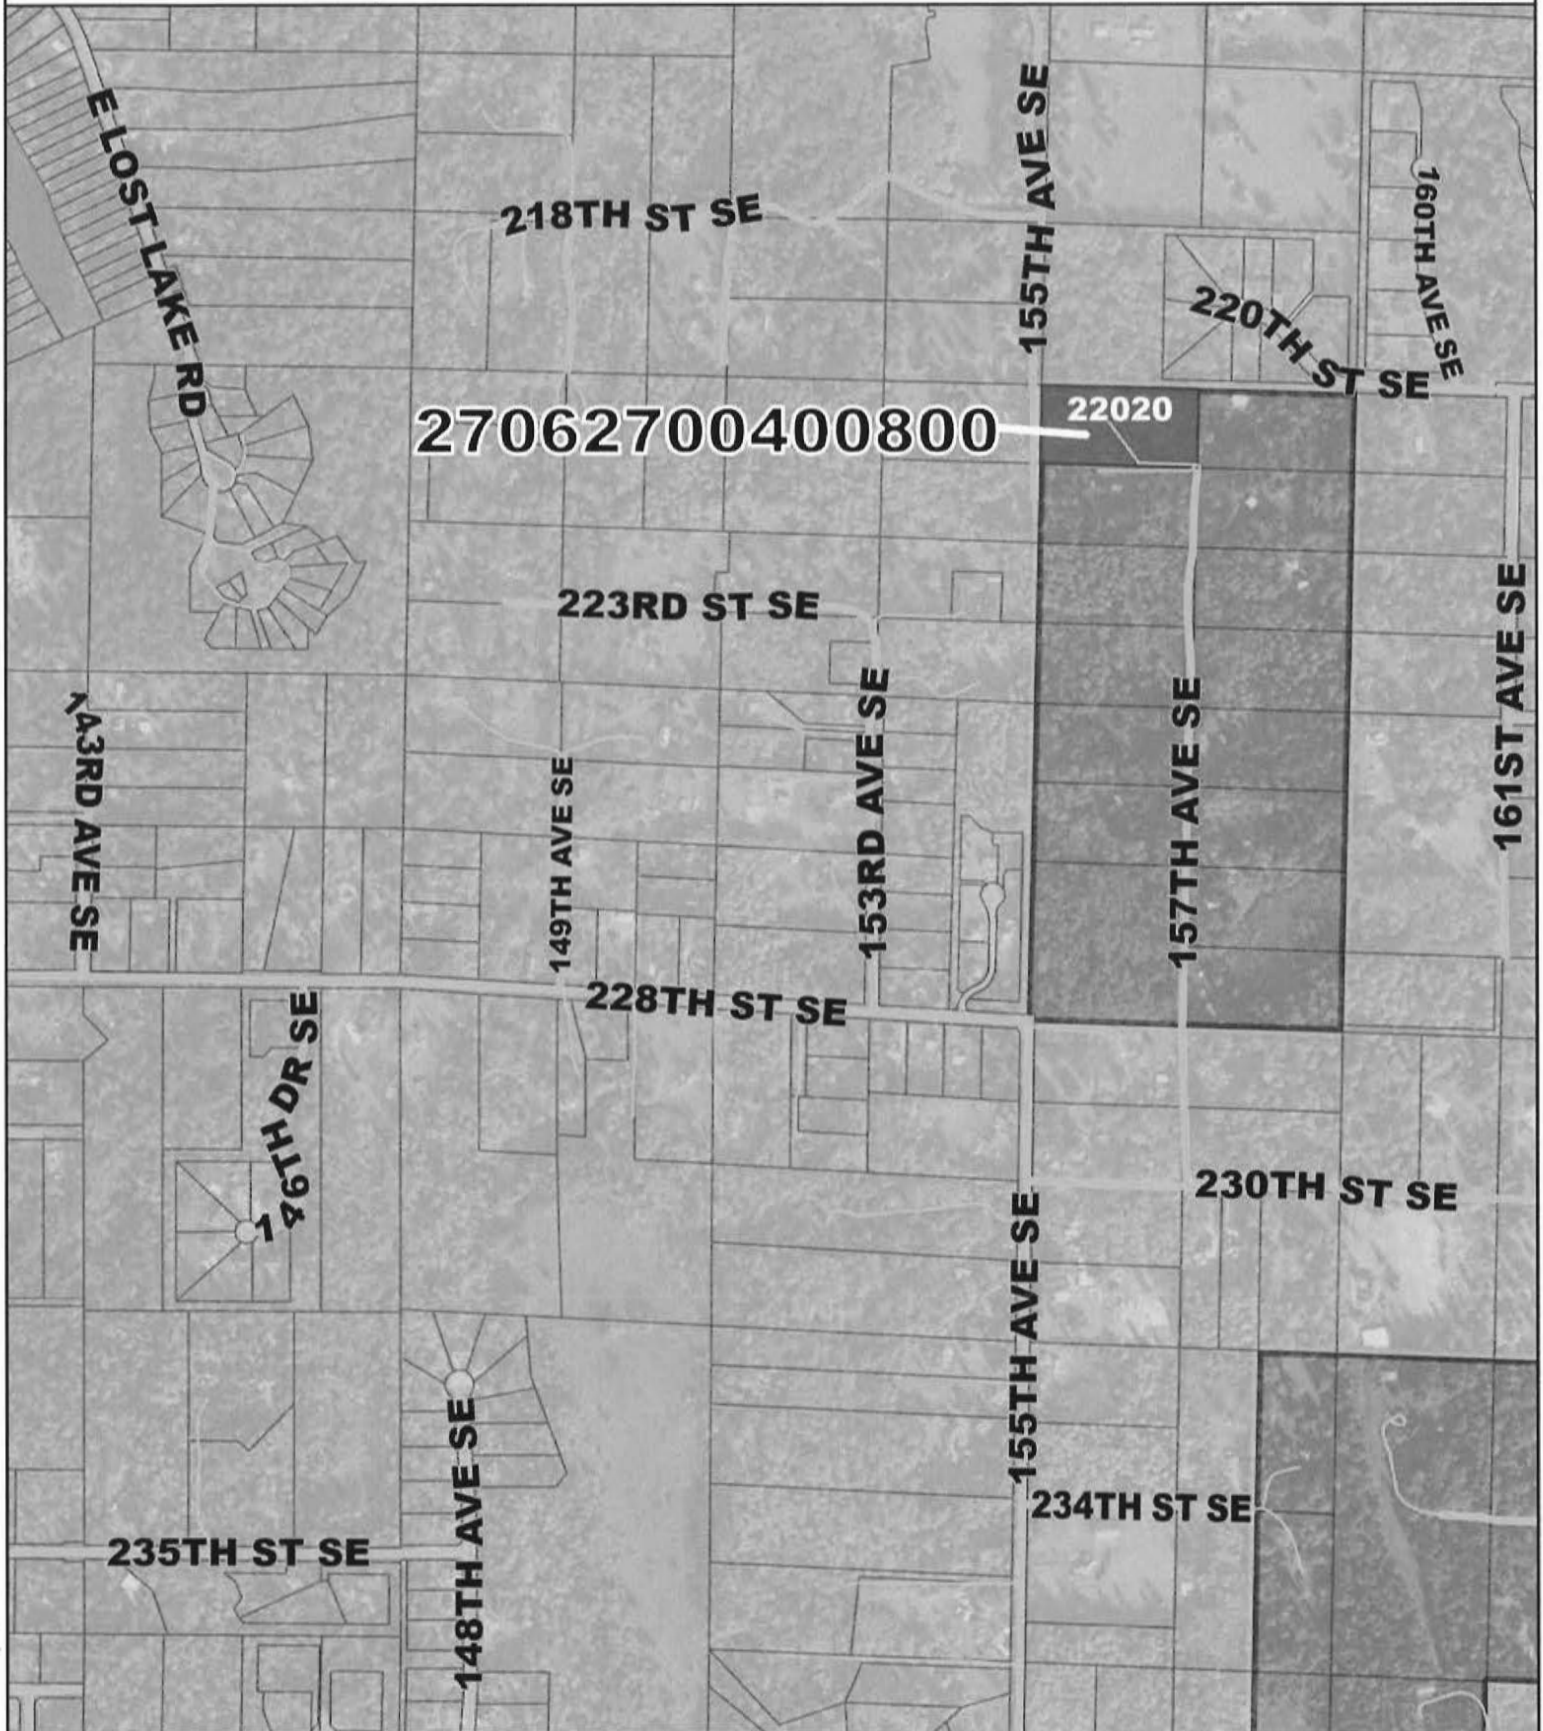 E LOST LAKE RD
218TH ST SE
155TH AVE SE
160TH AVE SE
220TH ST SE
22020
27062700400800
223RD ST SE
161ST AVE SE
143RD AVE SE
153RD AVE SE
157TH AVE SE
149TH AVE SE
228TH ST SE
146TH DR SE
230TH ST SE
155TH AVE SE
148TH AVE SE
234TH ST SE
235TH ST SE